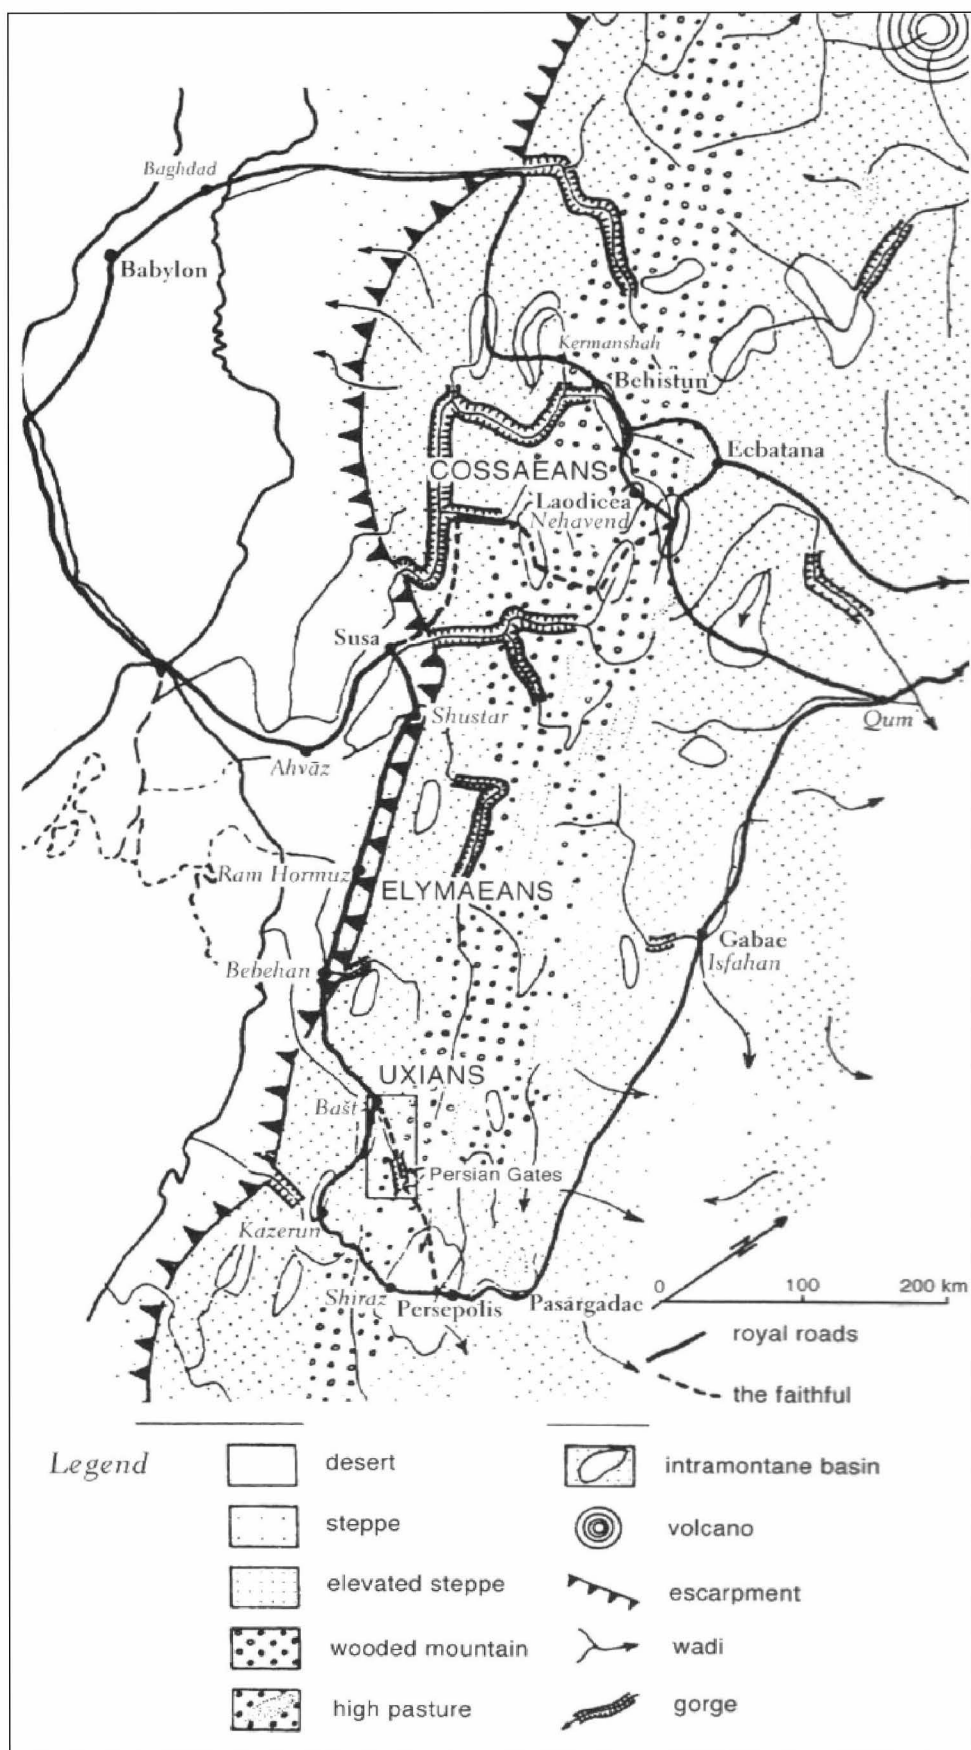 Baghdad
Babylon
Kermanshah
Behistun
Ecbatana
COSSAEANS
Laodicea
Nehavend
Susa
Shustar
Qum
Ahvāz
Ram Hormuz
ELYMAEANS
Gabae
Isfahan
Bebehan
UXIANS
Bašt
Persian Gates
Kazerun
N
Shiraz
Persepolis
Pasargadae
0 100 200 km
royal roads
the faithful
Legend
desert
intramontane basin
steppe
volcano
elevated steppe
escarpment
wooded mountain
wadi
high pasture
gorge